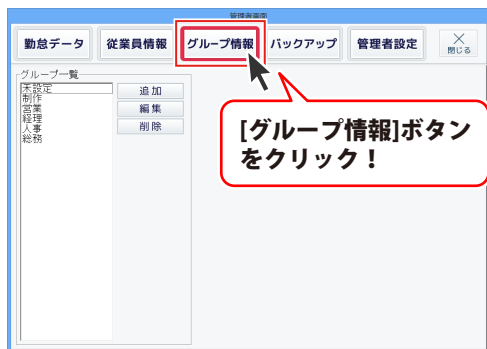 管理者画面
勤怠データ 従業員情報 グループ情報 バックアップ 管理者設定 閉じる
グループ一覧
未設定
制作
営業
経理
人事
総務
追加
編集
削除
[グループ情報]ボタン
をクリック！